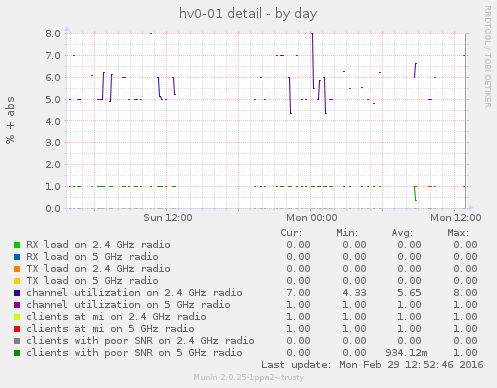 hv0-01 detail - by day
RRDTOOL / TOBI OETIKER
% + abs
8.0
7.0
6.0
5.0
4.0
3.0
2.0
1.0
0.0
Sun 12:00 Mon 00:00 Mon 12:00
Cur: Min: Avg: Max:
RX load on 2.4 GHz radio 0.00 0.00 0.00 0.00
RX load on 5 GHz radio 0.00 0.00 0.00 0.00
TX load on 2.4 GHz radio 0.00 0.00 0.00 0.00
TX load on 5 GHz radio 0.00 0.00 0.00 0.00
channel utilization on 2.4 GHz radio 7.00 4.33 5.65 8.00
channel utilization on 5 GHz radio 1.00 1.00 1.00 1.00
clients at mi on 2.4 GHz radio 1.00 1.00 1.00 1.00
clients at mi on 5 GHz radio 1.00 1.00 1.00 1.00
clients with poor SNR on 2.4 GHz radio 0.00 0.00 0.00 0.00
clients with poor SNR on 5 GHz radio 0.00 0.00 934.12m 1.00
Last update: Mon Feb 29 12:52:46 2016
Munin 2.0.25-1ppa2~trusty